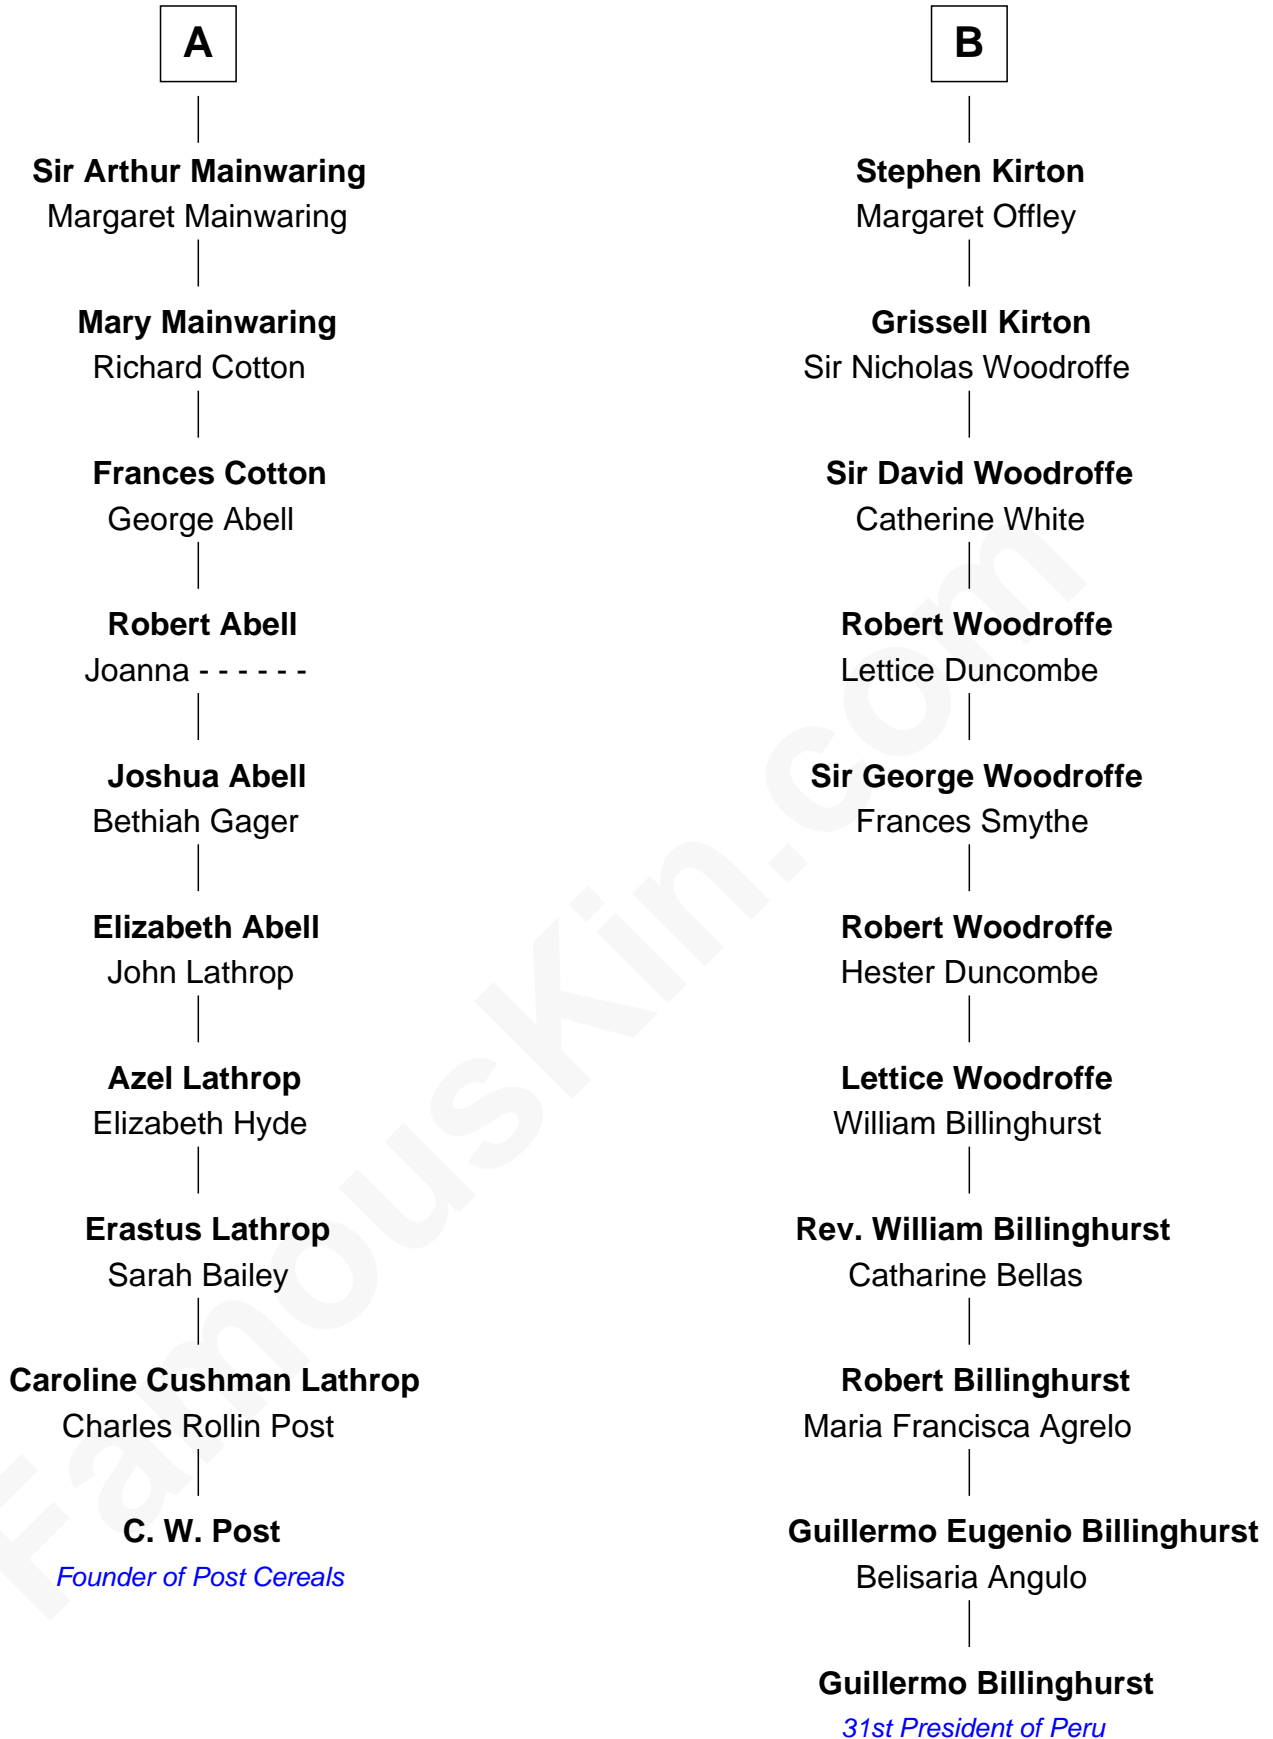 A
Sir Arthur Mainwaring
Margaret Mainwaring
Mary Mainwaring
Richard Cotton
Frances Cotton
George Abell
Robert Abell
Joanna - - - - - -
Joshua Abell
Bethiah Gager
Elizabeth Abell
John Lathrop
Azel Lathrop
Elizabeth Hyde
Erastus Lathrop
Sarah Bailey
Caroline Cushman Lathrop
Charles Rollin Post
C. W. Post
Founder of Post Cereals
B
Stephen Kirton
Margaret Offley
Grissell Kirton
Sir Nicholas Woodroffe
Sir David Woodroffe
Catherine White
Robert Woodroffe
Lettice Duncombe
Sir George Woodroffe
Frances Smythe
Robert Woodroffe
Hester Duncombe
Lettice Woodroffe
William Billinghurst
Rev. William Billinghurst
Catharine Bellas
Robert Billinghurst
Maria Francisca Agrelo
Guillermo Eugenio Billinghurst
Belisaria Angulo
Guillermo Billinghurst
31st President of Peru
FamousKin.com